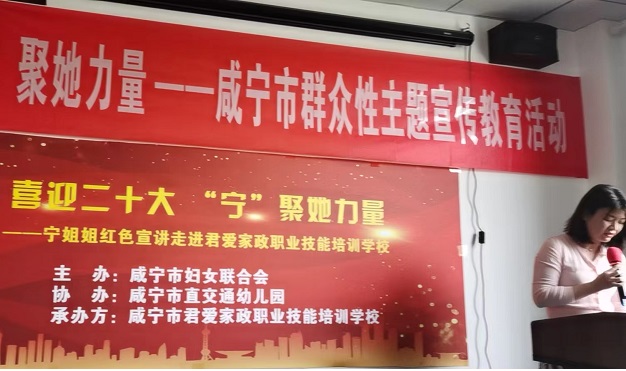 聚她力量——咸宁市群众性主题宣传教育活动
喜迎二十大 “宁”聚她力量
——宁姐姐红色宣讲走进君爱家政职业技能培训学校
主 办：咸宁市妇女联合会
协 办：咸宁市直交通幼儿园
承办方：咸宁市君爱家政职业技能培训学校